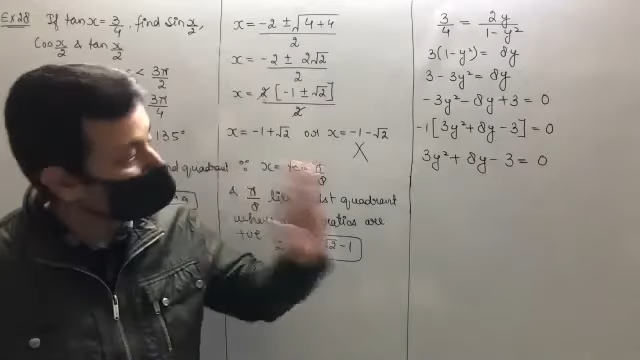 Ex 28 If tan x = 3/4, find sin x/2,
cos x/2 & tan x/2
< 3π/2
3π/4
135°
nd quadrant
x = -2 ± √4+4 / 2
x = -2 ± 2√2 / 2
x = 2[-1 ± √2] / 2
x = -1+√2 or x = -1-√2
X
∵ x = tan π/8
& π/8 li 1st quadrant
where ratios are
+ve
= √2-1
3/4 = 2y / 1-y²
3(1-y²) = 8y
3 - 3y² = 8y
-3y² - 8y + 3 = 0
-1[3y² + 8y - 3] = 0
3y² + 8y - 3 = 0